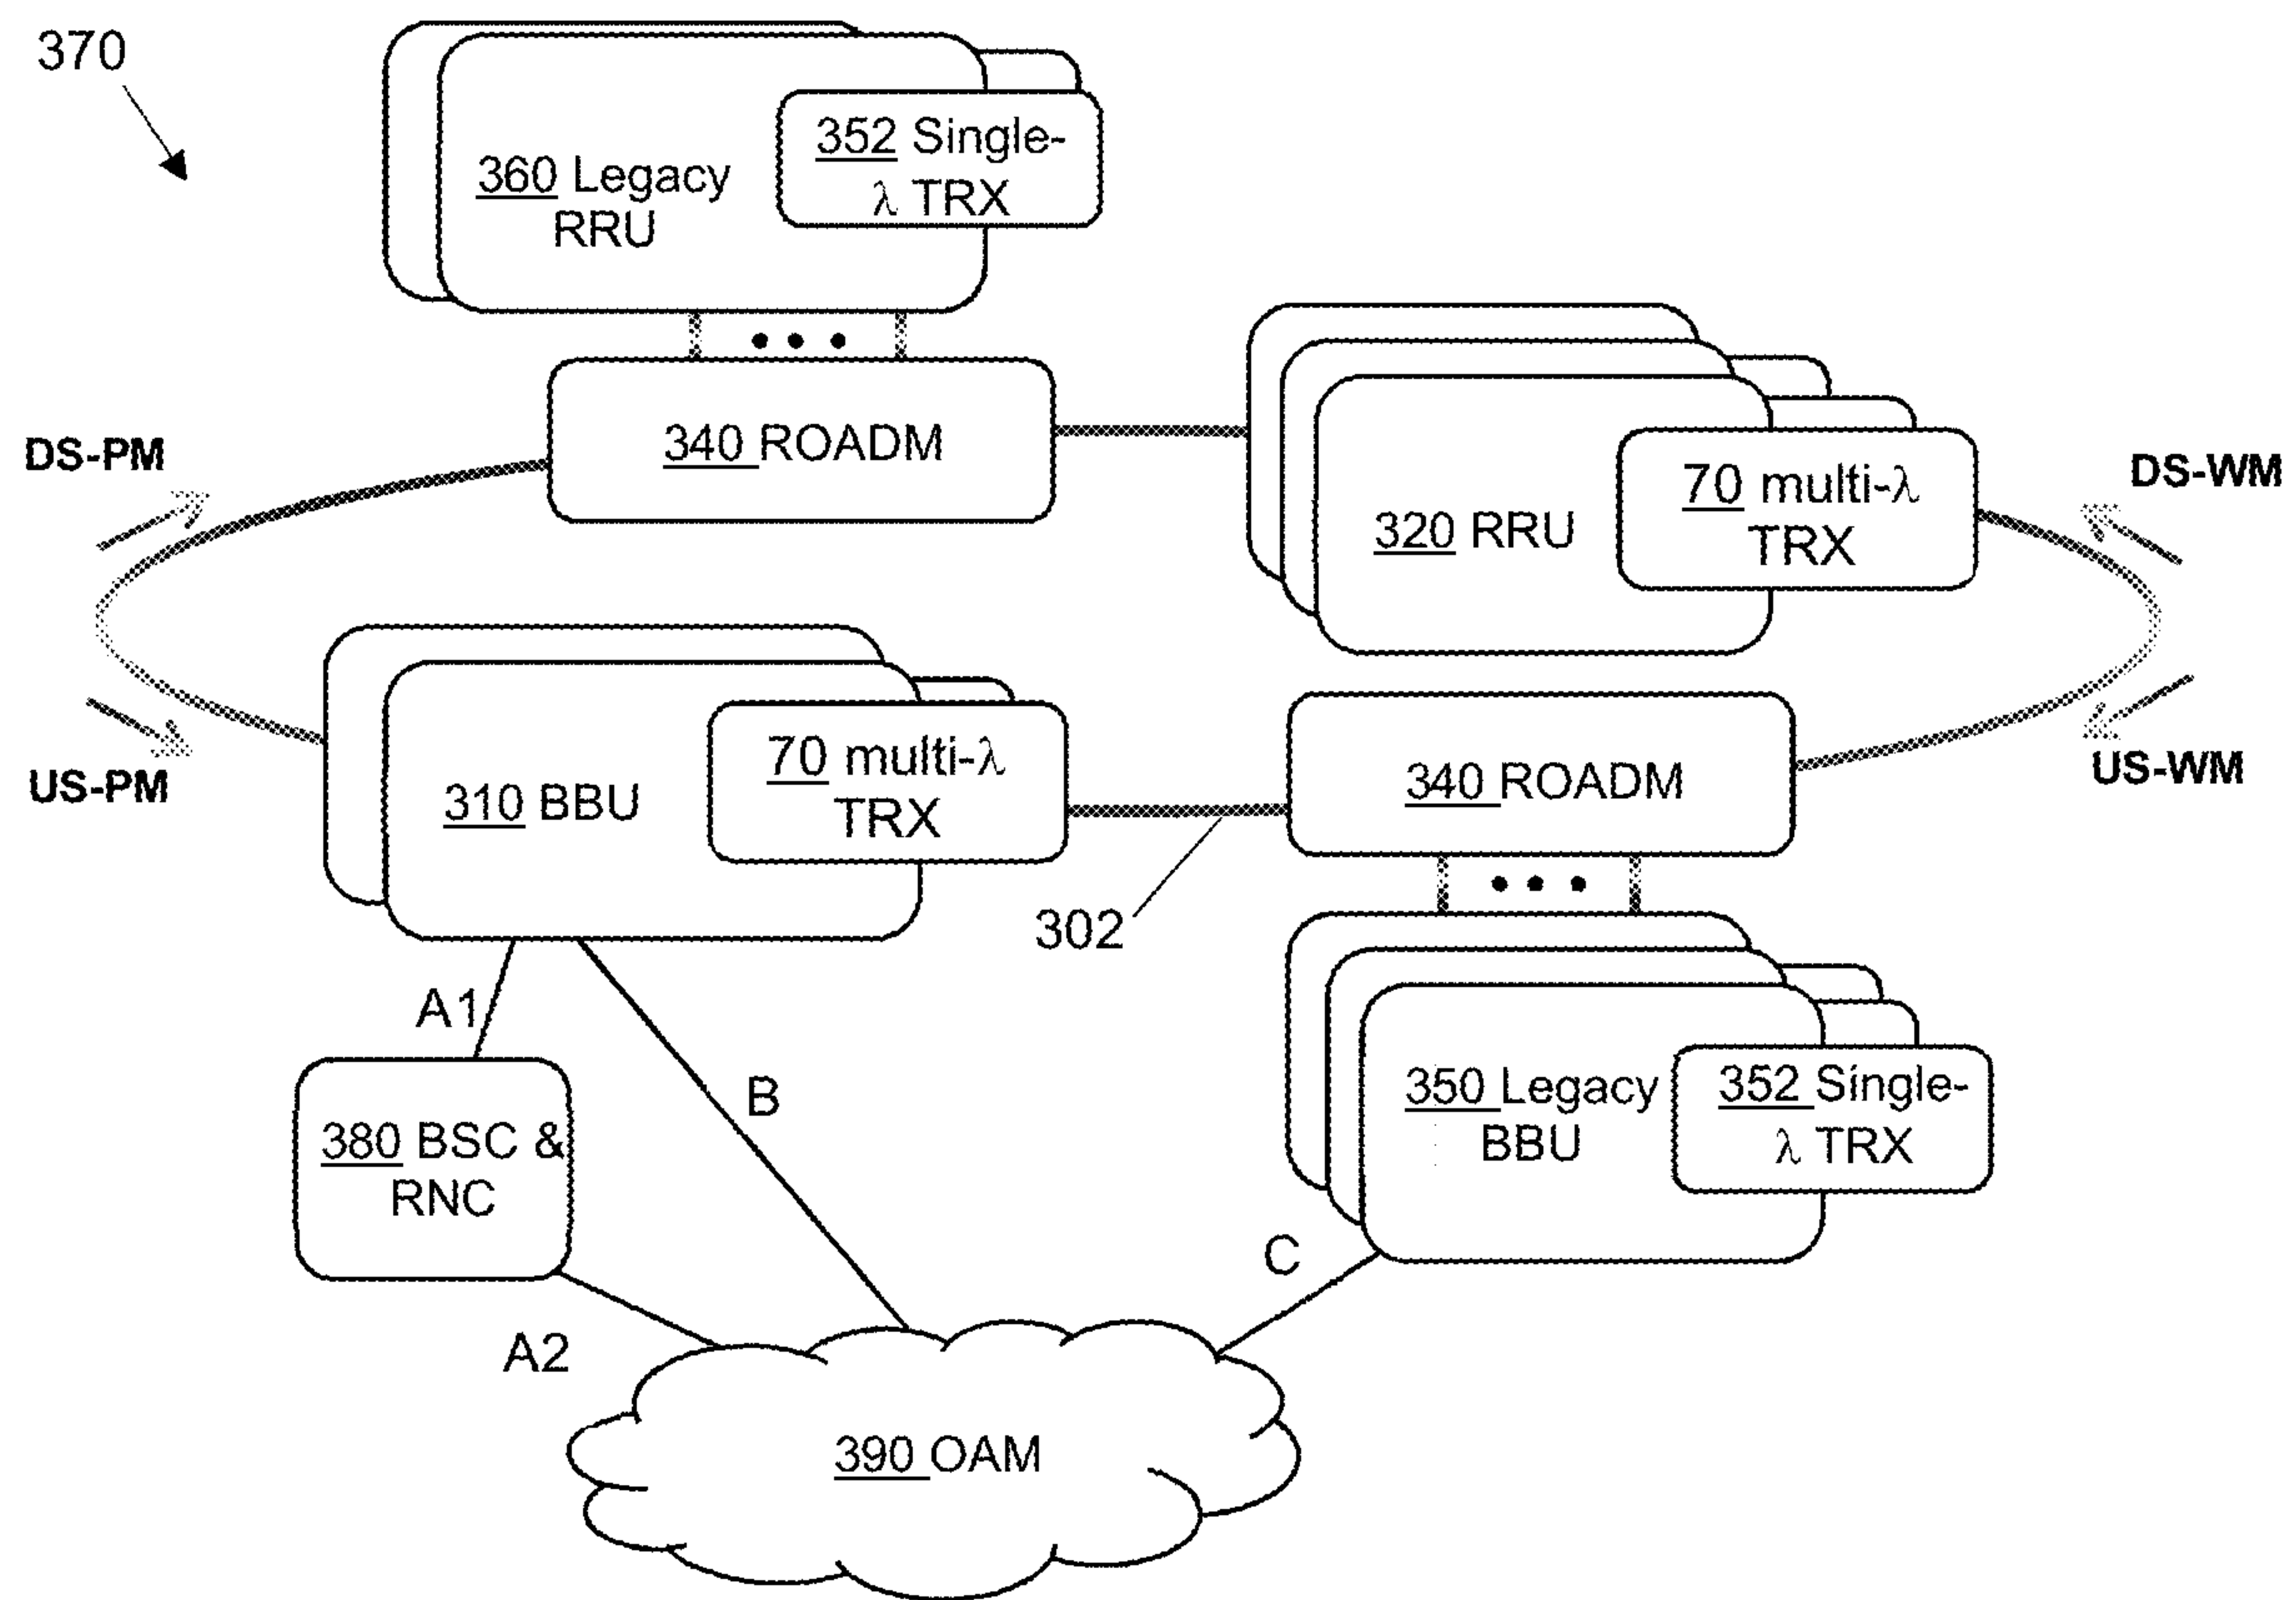 370
352 Single-
λ TRX
360 Legacy
RRU
340 ROADM
DS-PM
DS-WM
70 multi-λ
TRX
320 RRU
US-PM
US-WM
70 multi-λ
TRX
310 BBU
340 ROADM
302
A1
B
380 BSC &
RNC
350 Legacy
BBU
352 Single-
λ TRX
C
A2
390 OAM